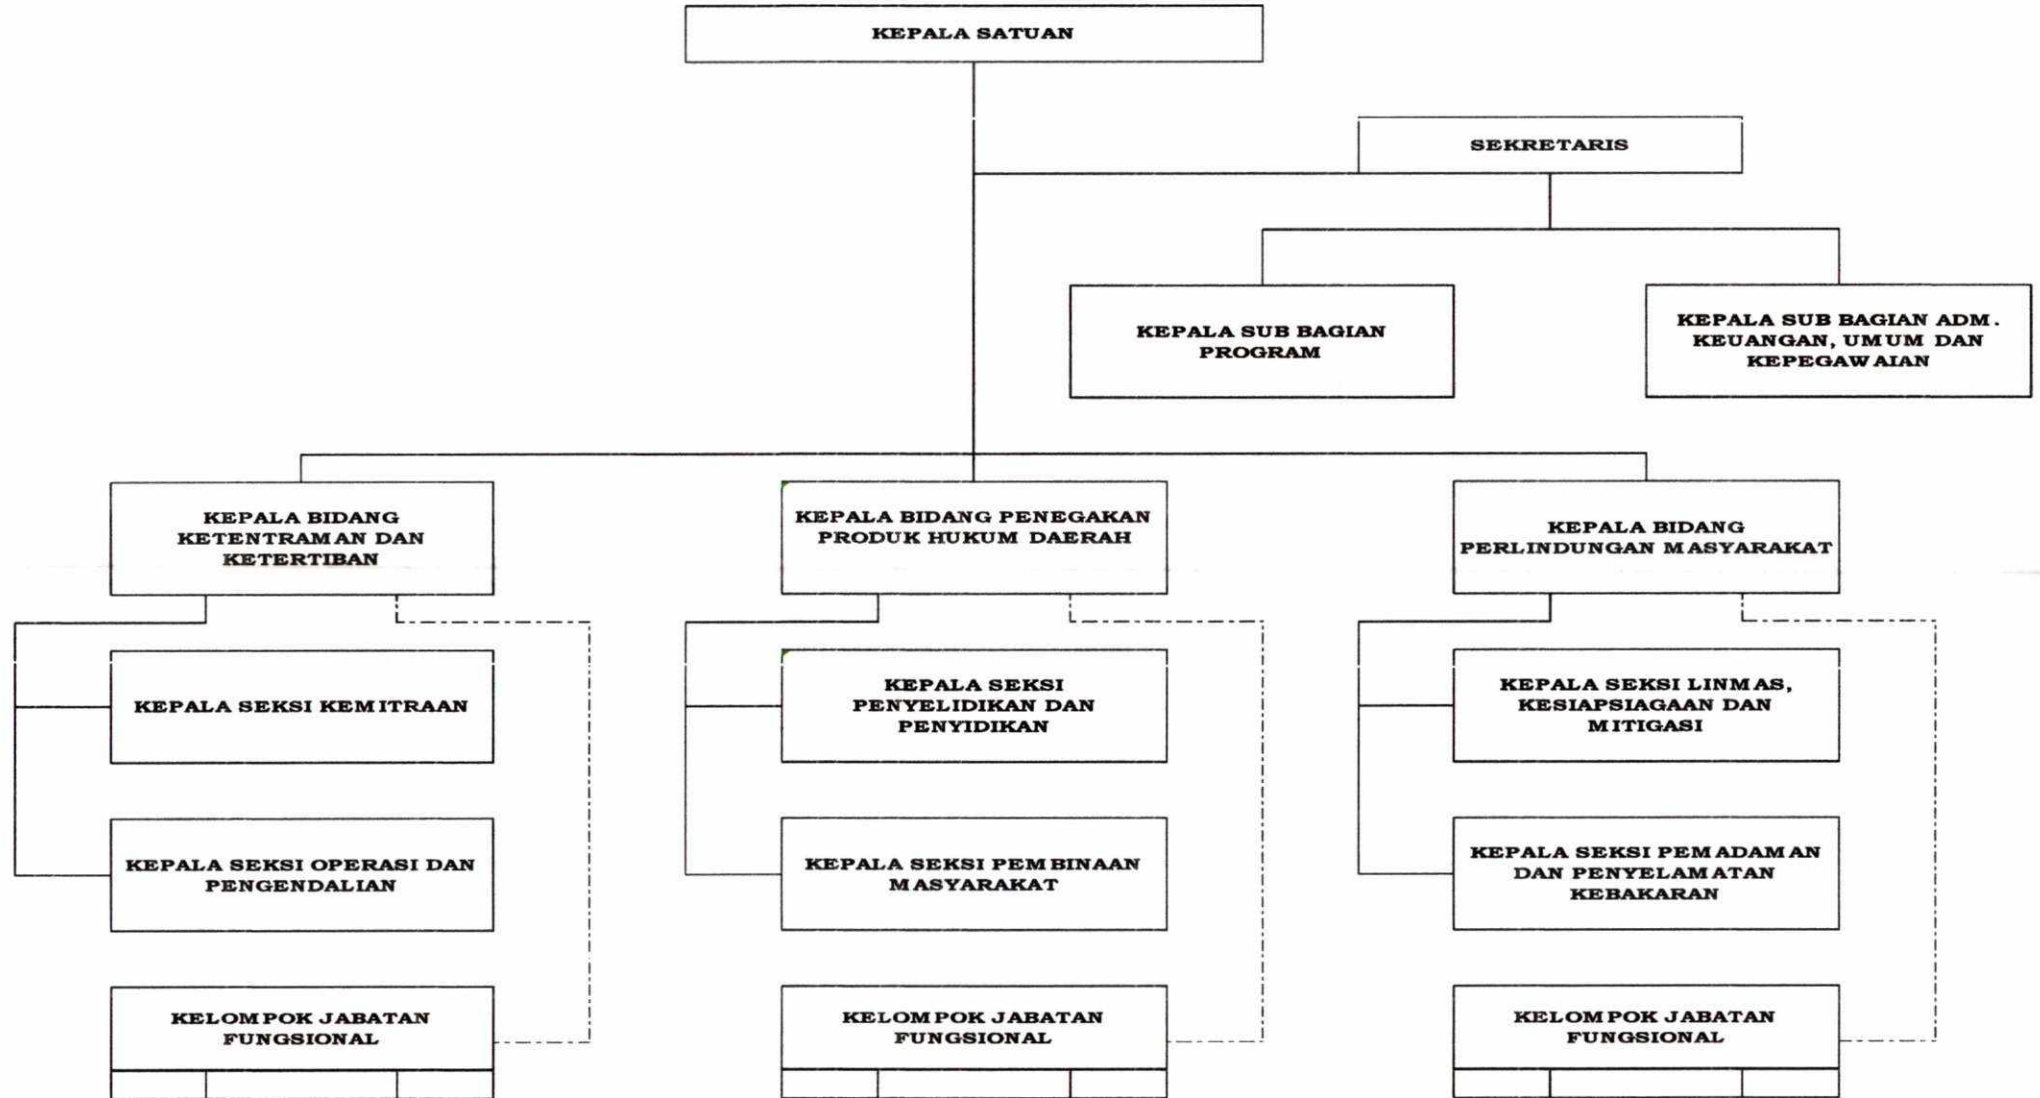 KEPALA SATUAN
SEKRETARIS
KEPALA SUB BAGIAN
PROGRAM
KEPALA SUB BAGIAN ADM.
KEUANGAN, UMUM DAN
KEPEGAWAIAN
KEPALA BIDANG
KETENTRAMAN DAN
KETERTIBAN
KEPALA BIDANG PENEGAKAN
PRODUK HUKUM DAERAH
KEPALA BIDANG
PERLINDUNGAN MASYARAKAT
KEPALA SEKSI KEMITRAAN
KEPALA SEKSI
PENYELIDIKAN DAN
PENYIDIKAN
KEPALA SEKSI LINMAS,
KESIAPSIAGAAN DAN
MITIGASI
KEPALA SEKSI OPERASI DAN
PENGENDALIAN
KEPALA SEKSI PEMBINAAN
MASYARAKAT
KEPALA SEKSI PEMADAMAN
DAN PENYELAMATAN
KEBAKARAN
KELOMPOK JABATAN
FUNGSIONAL
KELOMPOK JABATAN
FUNGSIONAL
KELOMPOK JABATAN
FUNGSIONAL